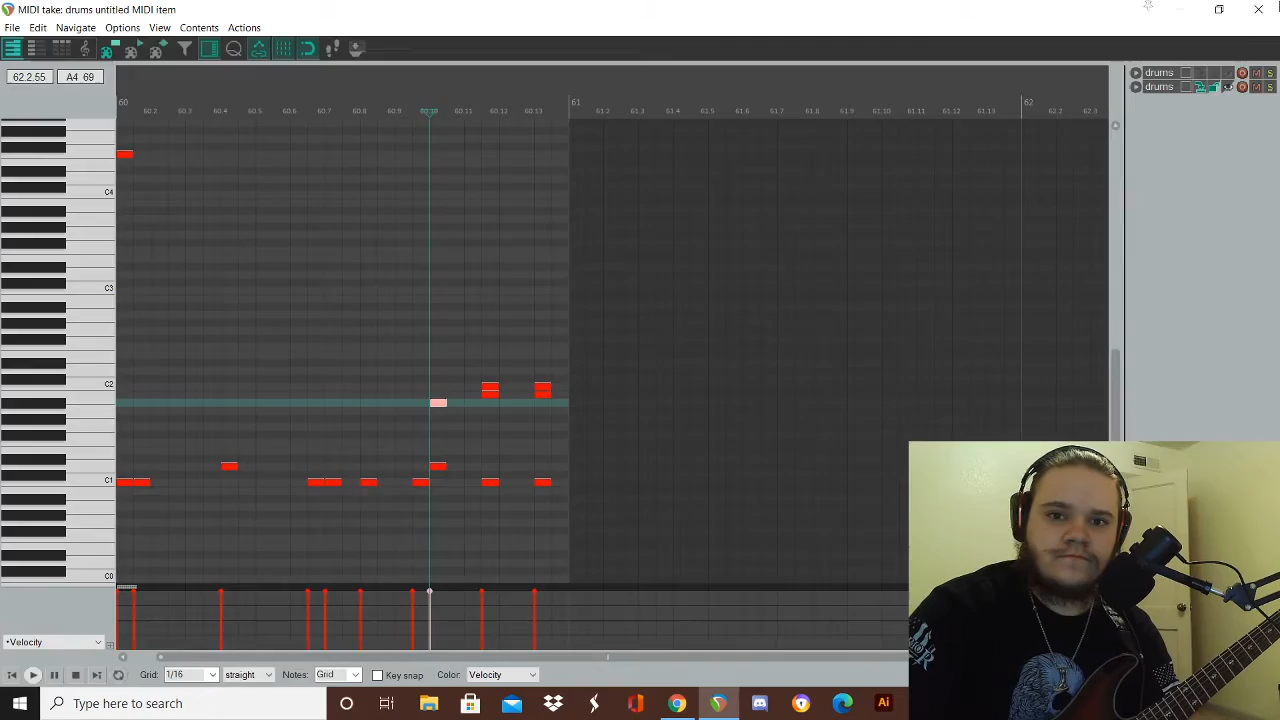 MIDI take: drums untitled MIDI item
File Edit Navigate Options View Contents Actions
62.2.55 A4 69
60 61 62
60.2 60.4 60.5 60.6 60.8 60.9 60.10 60.11 60.12 60.13 61.2 61.3 61.4 61.5 61.6 61.7 61.8 61.9 61.10 61.11 61.12 61.13 62.2 62.3
drums M S
drums M S
C4
C3
C2
C1
C0
•Velocity
Grid: 1/16 straight Notes: Grid Key snap Color: Velocity
Type here to search
Ai